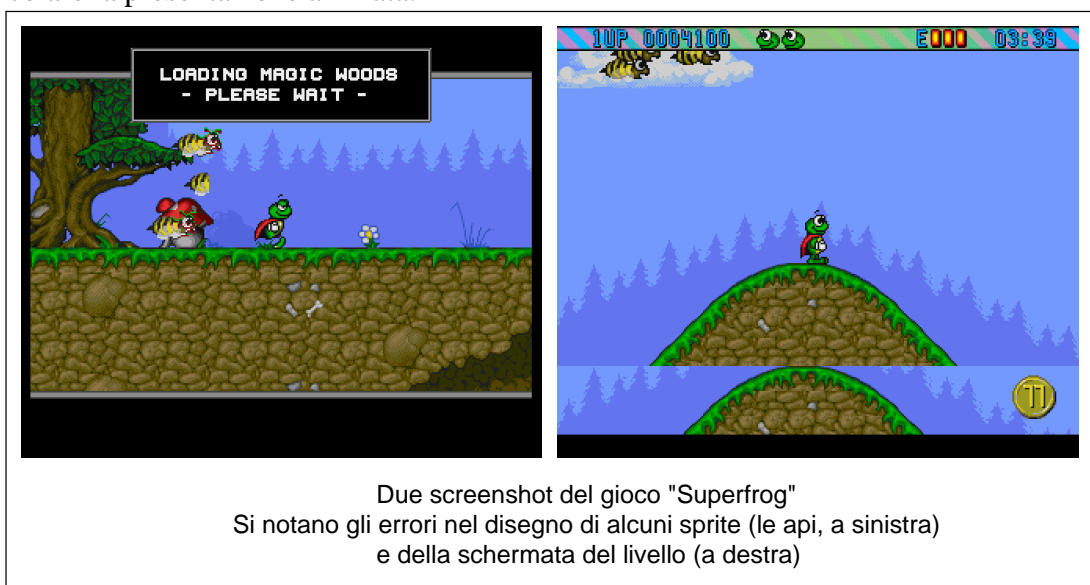 LOADING MAGIC WOODS
- PLEASE WAIT -
1UP 0004100 E 03:39
11
Due screenshot del gioco "Superfrog"
Si notano gli errori nel disegno di alcuni sprite (le api, a sinistra)
e della schermata del livello (a destra)